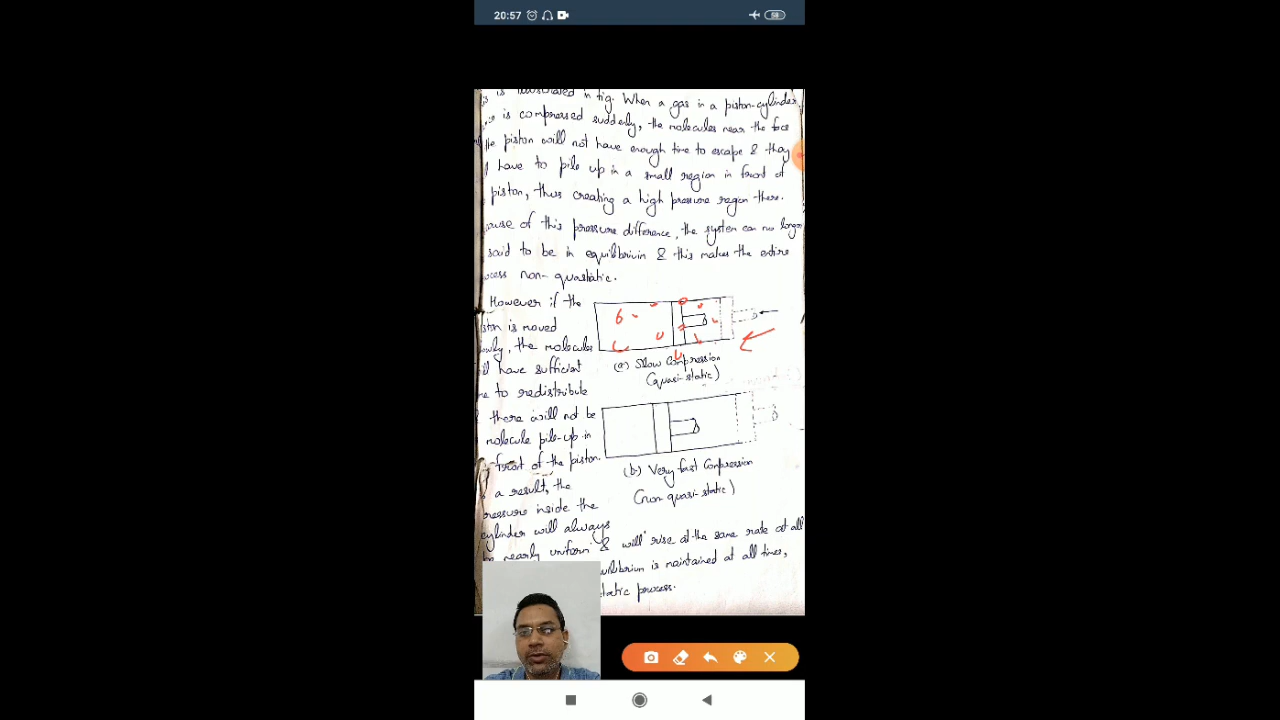 20:57
58
is illustrated in fig. When a gas in a piston-cylinder
is compressed suddenly, the molecules near the face
the piston will not have enough time to escape & they
have to pile up in a small region in front of
piston, thus creating a high pressure region there.
of this pressure difference, the system can no longer
said to be in equilibrium & this makes the entire
non-quastatic.
However if the
is moved
the molecules
have sufficient
to redistribute
there will not be
molecule pile-up in
front of the piston.
a result, the
inside the
cylinder will always
nearly uniform & will rise at the same rate at all
is maintained at all times,
process.
(a) Slow Compression
(quasi-static)
(b) Very fast Compression
(non quasi-static)